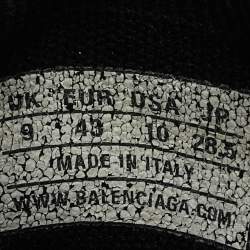 UK EUR USA JP
9 43 10 28.5
MADE IN ITALY
WWW.BALENCIAGA.COM